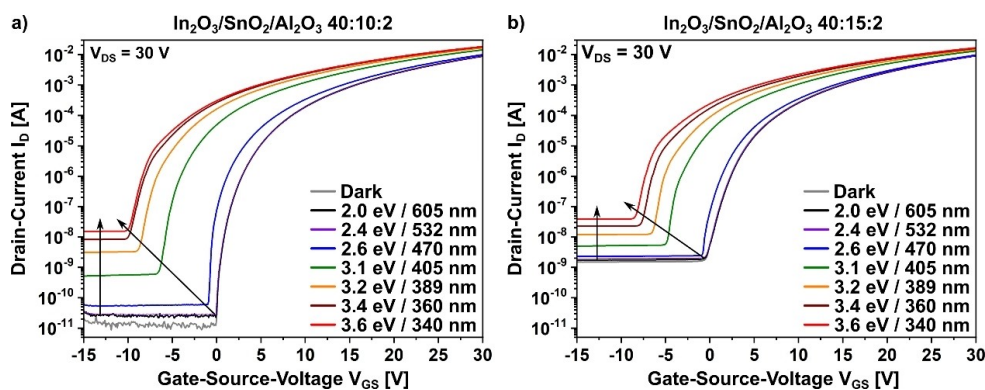 a)
In₂O₃/SnO₂/Al₂O₃ 40:10:2
V_DS = 30 V
Drain-Current I_D [A]
10⁻²
10⁻³
10⁻⁴
10⁻⁵
10⁻⁶
10⁻⁷
10⁻⁸
10⁻⁹
10⁻¹⁰
10⁻¹¹
Dark
2.0 eV / 605 nm
2.4 eV / 532 nm
2.6 eV / 470 nm
3.1 eV / 405 nm
3.2 eV / 389 nm
3.4 eV / 360 nm
3.6 eV / 340 nm
-15 -10 -5 0 5 10 15 20 25 30
Gate-Source-Voltage V_GS [V]
b)
In₂O₃/SnO₂/Al₂O₃ 40:15:2
V_DS = 30 V
Drain-Current I_D [A]
10⁻²
10⁻³
10⁻⁴
10⁻⁵
10⁻⁶
10⁻⁷
10⁻⁸
10⁻⁹
10⁻¹⁰
10⁻¹¹
Dark
2.0 eV / 605 nm
2.4 eV / 532 nm
2.6 eV / 470 nm
3.1 eV / 405 nm
3.2 eV / 389 nm
3.4 eV / 360 nm
3.6 eV / 340 nm
-15 -10 -5 0 5 10 15 20 25 30
Gate-Source-Voltage V_GS [V]